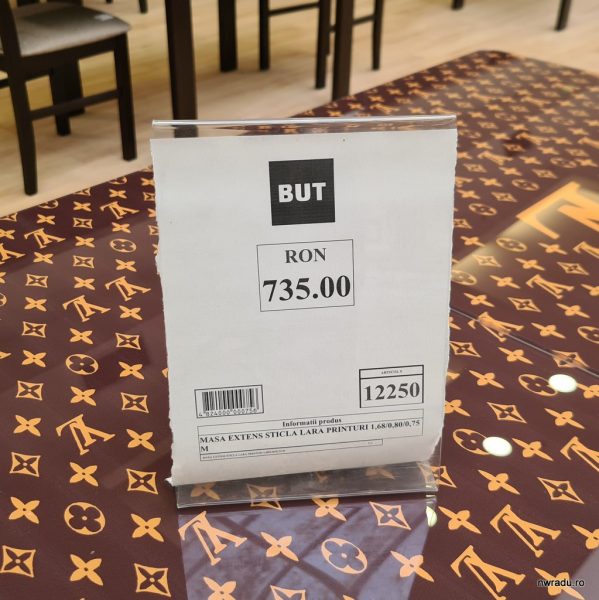 BUT
RON
735.00
12250
Informatii produs
MASA EXTENS STICLA LARA PRINTURI 1,68/0,80/0,75
M
nwradu.ro